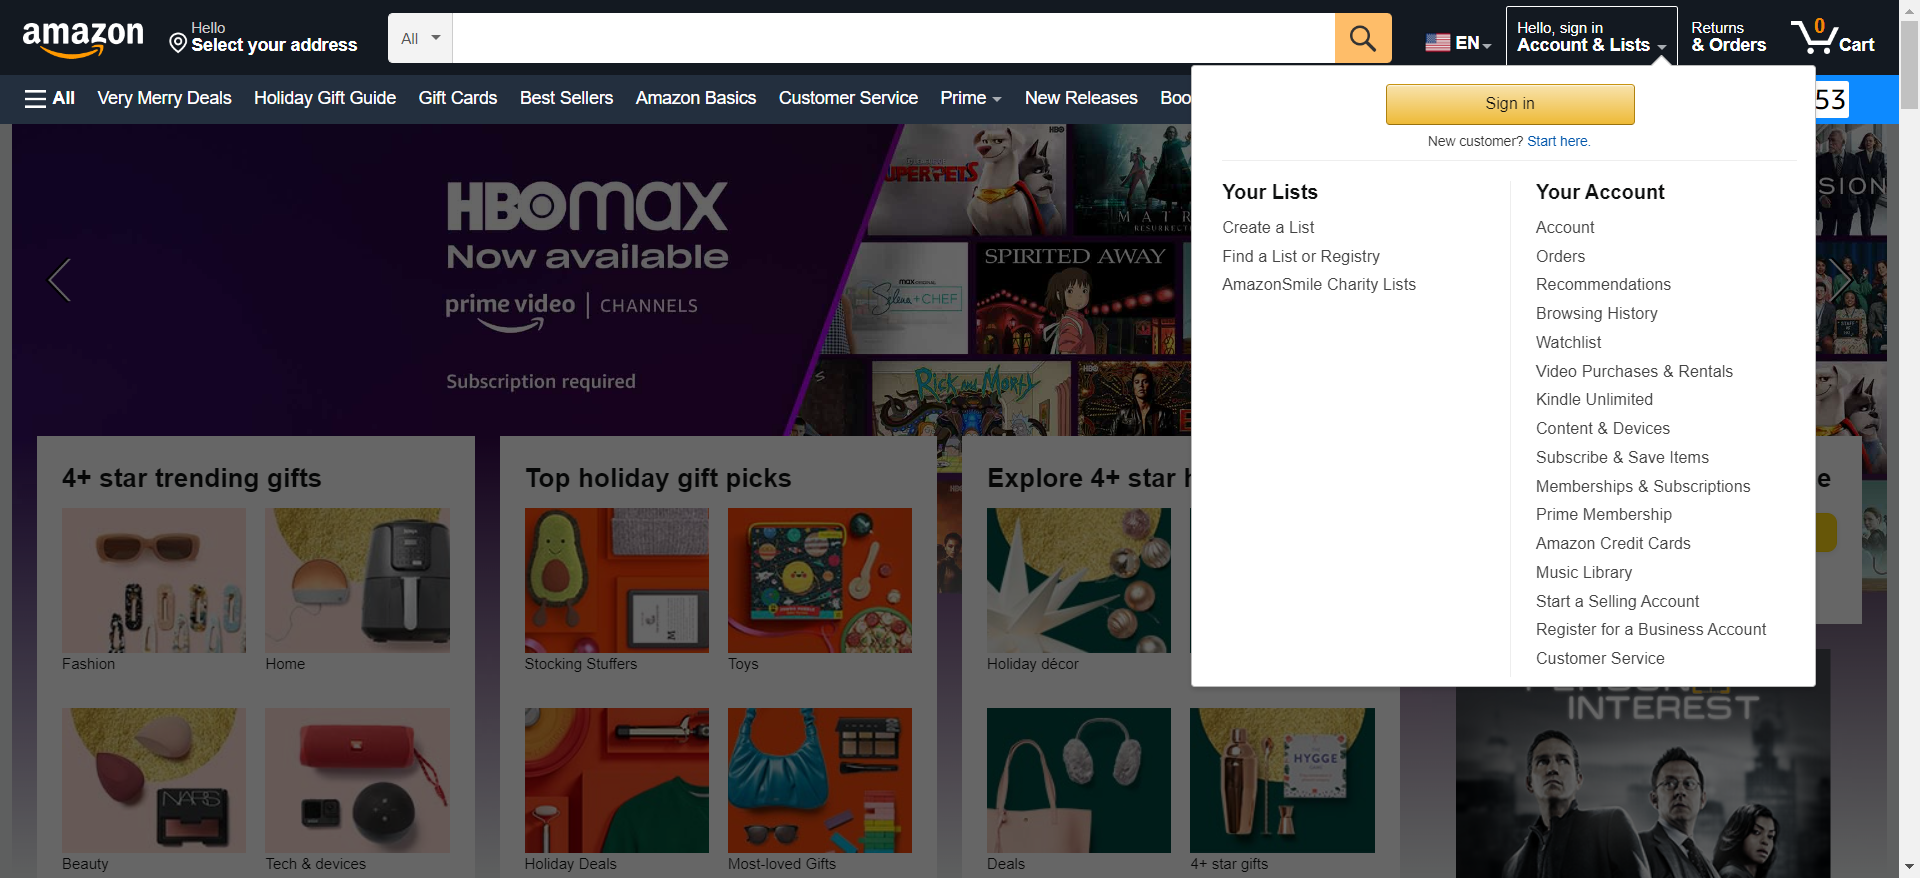 amazon
Hello
Select your address
All
EN
Hello, sign in
Account & Lists
Returns
& Orders
0
Cart
All
Very Merry Deals
Holiday Gift Guide
Gift Cards
Best Sellers
Amazon Basics
Customer Service
Prime
New Releases
Boo
53
Sign in
New customer? Start here.
Your Lists
Create a List
Find a List or Registry
AmazonSmile Charity Lists
Your Account
Account
Orders
Recommendations
Browsing History
Watchlist
Video Purchases & Rentals
Kindle Unlimited
Content & Devices
Subscribe & Save Items
Memberships & Subscriptions
Prime Membership
Amazon Credit Cards
Music Library
Start a Selling Account
Register for a Business Account
Customer Service
HBOmax
Now available
prime video | CHANNELS
Subscription required
HBO
SPIRITED AWAY
max original
Selena + CHEF
Rick and Morty
HBO
4+ star trending gifts
Fashion
Home
Beauty
Tech & devices
NARS
Top holiday gift picks
Stocking Stuffers
Toys
Holiday Deals
Most-loved Gifts
Explore 4+ star h
Holiday décor
Deals
4+ star gifts
HYGGE
e
INTEREST